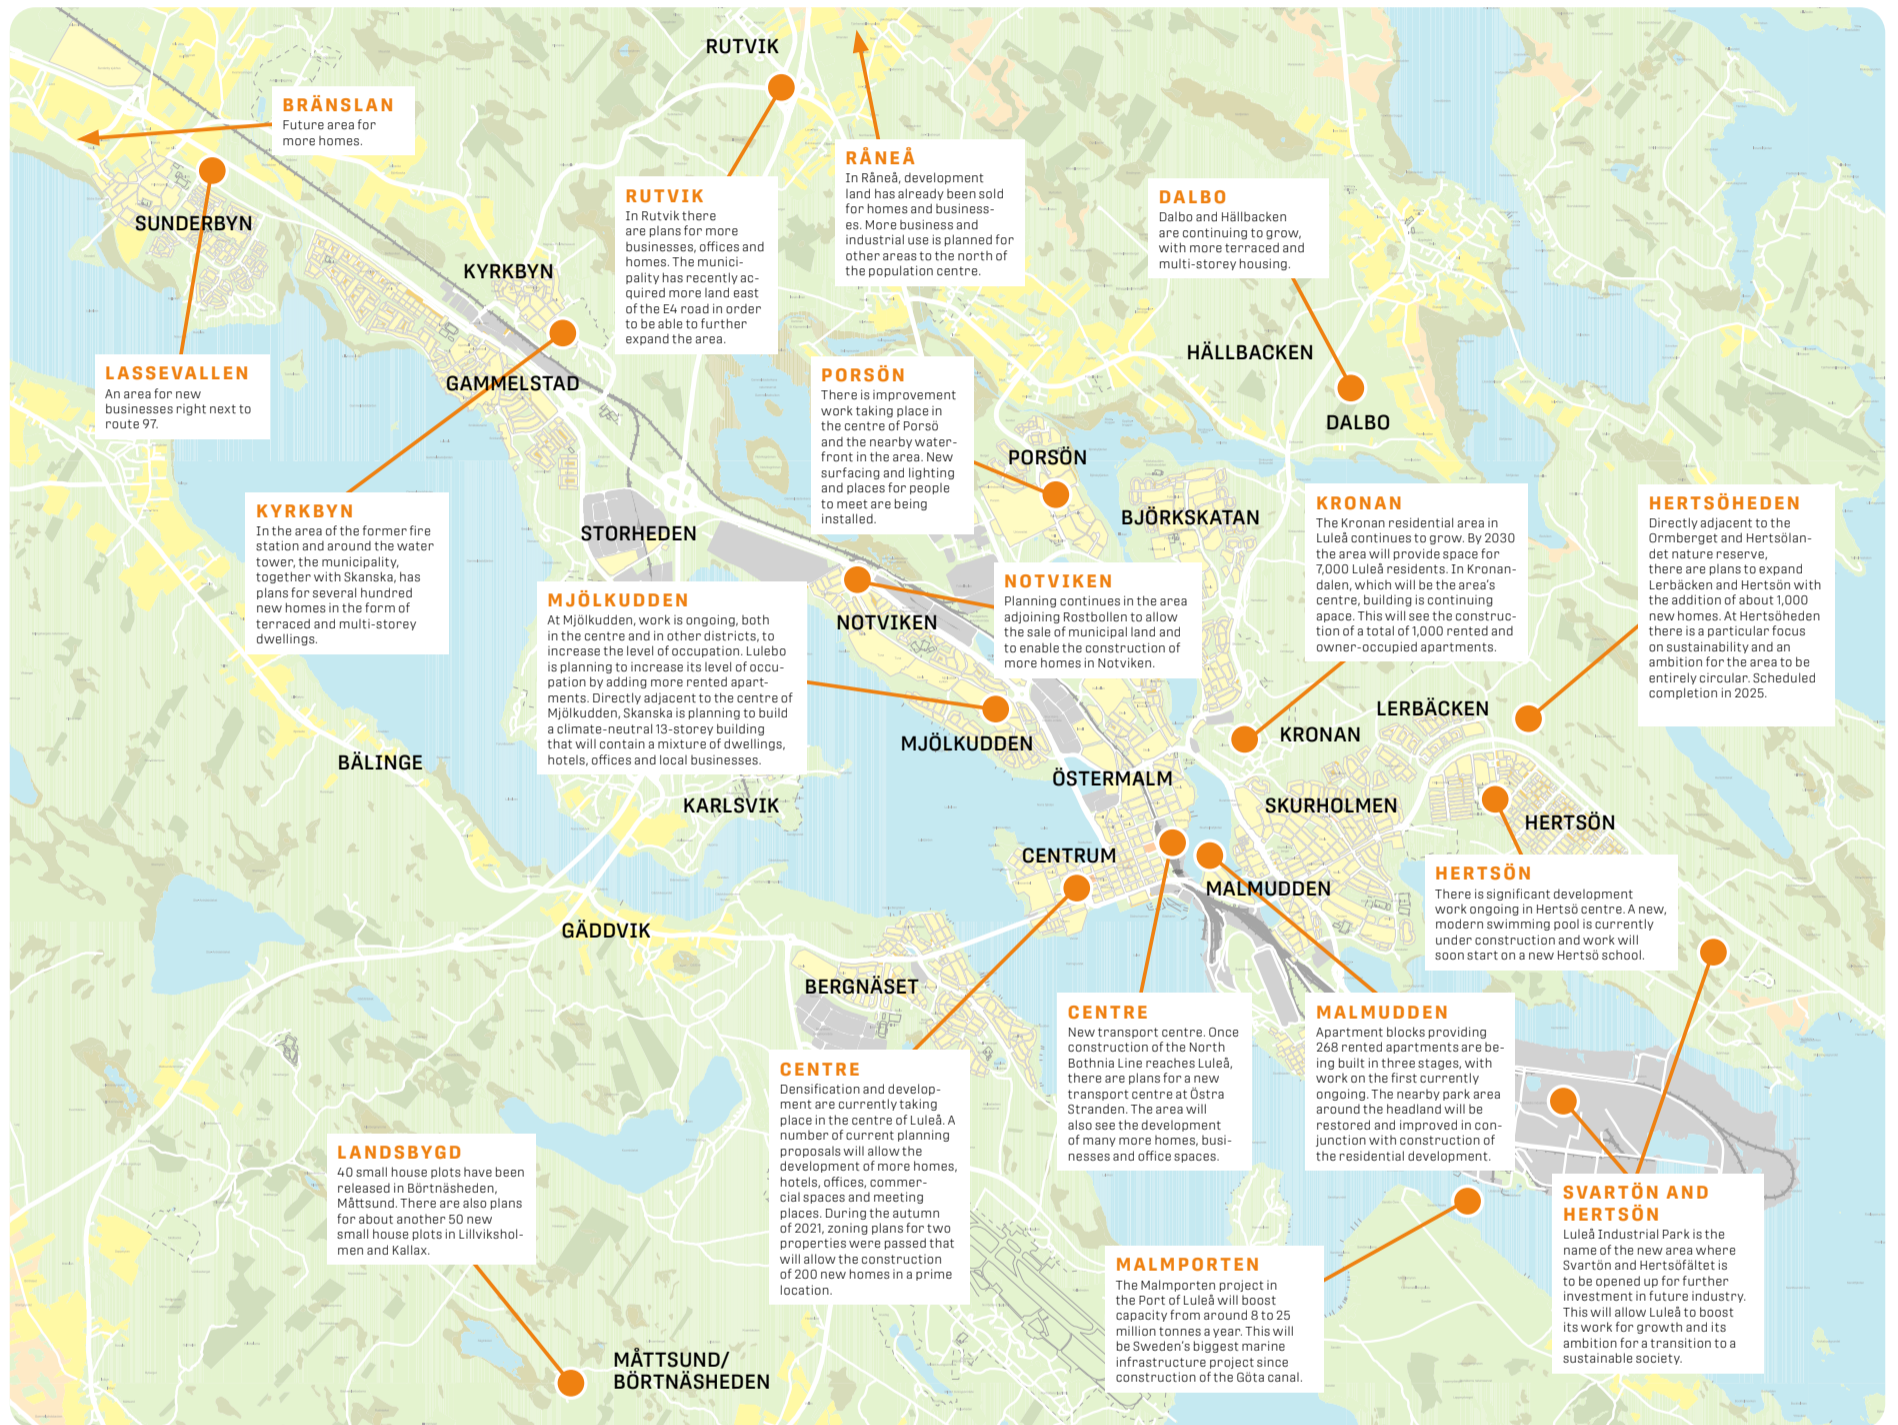 RUTVIK
BRÄNSLAN
Future area for
more homes.
SUNDERBYN
KYRKBYN
RUTVIK
In Rutvik there
are plans for more
businesses, offices and
homes. The munici-
pality has recently ac-
quired more land east
of the E4 road in order
to be able to further
expand the area.
RÅNEÅ
In Råneå, development
land has already been sold
for homes and business-
es. More business and
industrial use is planned for
other areas to the north of
the population centre.
DALBO
Dalbo and Hällbacken
are continuing to grow,
with more terraced and
multi-storey housing.
HÄLLBACKEN
DALBO
LASSEVALLEN
An area for new
businesses right next to
route 97.
GAMMELSTAD
PORSÖN
There is improvement
work taking place in
the centre of Porsö
and the nearby water-
front in the area. New
surfacing and lighting
and places for people
to meet are being
installed.
PORSÖN
BJÖRKSKATAN
KYRKBYN
In the area of the former fire
station and around the water
tower, the municipality,
together with Skanska, has
plans for several hundred
new homes in the form of
terraced and multi-storey
dwellings.
STORHEDEN
KRONAN
The Kronan residential area in
Luleå continues to grow. By 2030
the area will provide space for
7,000 Luleå residents. In Kronan-
dalen, which will be the area's
centre, building is continuing
apace. This will see the construc-
tion of a total of 1,000 rented and
owner-occupied apartments.
HERTSÖHEDEN
Directly adjacent to the
Ormberget and Hertsölan-
det nature reserve,
there are plans to expand
Lerbäcken and Hertsön with
the addition of about 1,000
new homes. At Hertsöheden
there is a particular focus
on sustainability and an
ambition for the area to be
entirely circular. Scheduled
completion in 2025.
MJÖLKUDDEN
At Mjölkudden, work is ongoing, both
in the centre and in other districts, to
increase the level of occupation. Lulebo
is planning to increase its level of occu-
pation by adding more rented apart-
ments. Directly adjacent to the centre of
Mjölkudden, Skanska is planning to build
a climate-neutral 13-storey building
that will contain a mixture of dwellings,
hotels, offices and local businesses.
NOTVIKEN
NOTVIKEN
Planning continues in the area
adjoining Rostbollen to allow
the sale of municipal land and
to enable the construction of
more homes in Notviken.
LERBÄCKEN
KRONAN
MJÖLKUDDEN
BÄLINGE
ÖSTERMALM
KARLSVIK
SKURHOLMEN
HERTSÖN
CENTRUM
MALMUDDEN
HERTSÖN
There is significant development
work ongoing in Hertsö centre. A new,
modern swimming pool is currently
under construction and work will
soon start on a new Hertsö school.
GÄDDVIK
BERGNÄSET
CENTRE
Densification and develop-
ment are currently taking
place in the centre of Luleå. A
number of current planning
proposals will allow the
development of more homes,
hotels, offices, commer-
cial spaces and meeting
places. During the autumn
of 2021, zoning plans for two
properties were passed that
will allow the construction
of 200 new homes in a prime
location.
CENTRE
New transport centre. Once
construction of the North
Bothnia Line reaches Luleå,
there are plans for a new
transport centre at Östra
Stranden. The area will
also see the development
of many more homes, busi-
nesses and office spaces.
MALMUDDEN
Apartment blocks providing
268 rented apartments are be-
ing built in three stages, with
work on the first currently
ongoing. The nearby park area
around the headland will be
restored and improved in con-
junction with construction of
the residential development.
LANDSBYGD
40 small house plots have been
released in Börtnäsheden,
Måttsund. There are also plans
for about another 50 new
small house plots in Lillvikshol-
men and Kallax.
SVARTÖN AND
HERTSÖN
Luleå Industrial Park is the
name of the new area where
Svartön and Hertsöfältet is
to be opened up for further
investment in future industry.
This will allow Luleå to boost
its work for growth and its
ambition for a transition to a
sustainable society.
MALMPORTEN
The Malmporten project in
the Port of Luleå will boost
capacity from around 8 to 25
million tonnes a year. This will
be Sweden's biggest marine
infrastructure project since
construction of the Göta canal.
MÅTTSUND/
BÖRTNÄSHEDEN